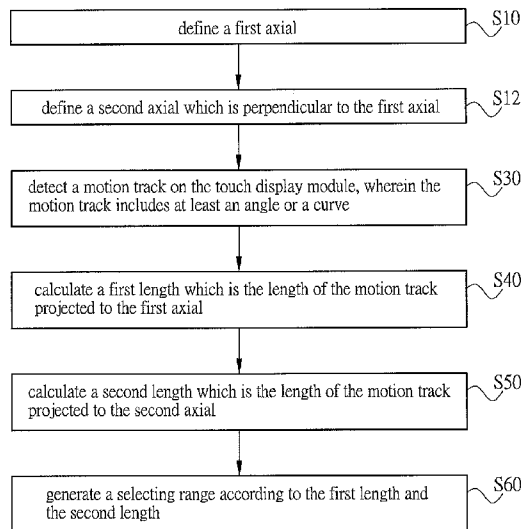 define a first axial
S10
define a second axial which is perpendicular to the first axial
S12
detect a motion track on the touch display module, wherein the
motion track includes at least an angle or a curve
S30
calculate a first length which is the length of the motion track
projected to the first axial
S40
calculate a second length which is the length of the motion track
projected to the second axial
S50
generate a selecting range according to the first length and
the second length
S60